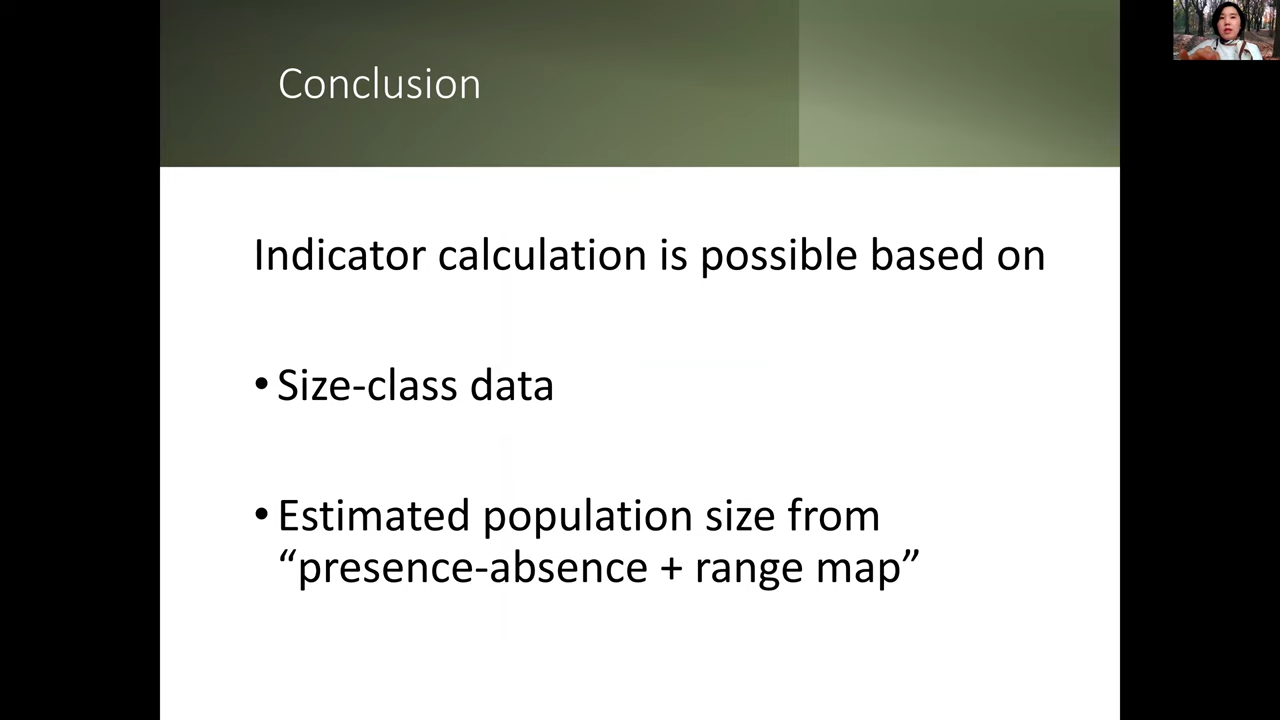 Conclusion
Indicator calculation is possible based on
• Size-class data
• Estimated population size from
“presence-absence + range map”